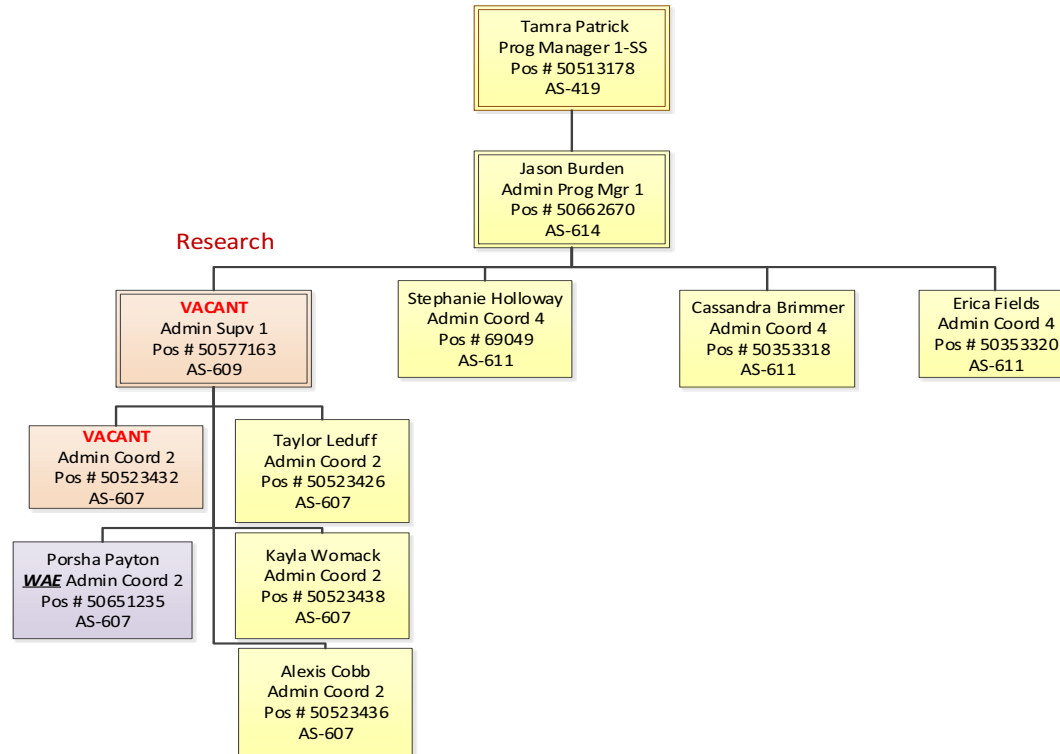 Tamra Patrick
Prog Manager 1-SS
Pos # 50513178
AS-419
Jason Burden
Admin Prog Mgr 1
Pos # 50662670
AS-614
Research
VACANT
Admin Supv 1
Pos # 50577163
AS-609
Stephanie Holloway
Admin Coord 4
Pos # 69049
AS-611
Cassandra Brimmer
Admin Coord 4
Pos # 50353318
AS-611
Erica Fields
Admin Coord 4
Pos # 50353320
AS-611
VACANT
Admin Coord 2
Pos # 50523432
AS-607
Taylor Leduff
Admin Coord 2
Pos # 50523426
AS-607
Porsha Payton
WAE Admin Coord 2
Pos # 50651235
AS-607
Kayla Womack
Admin Coord 2
Pos # 50523438
AS-607
Alexis Cobb
Admin Coord 2
Pos # 50523436
AS-607